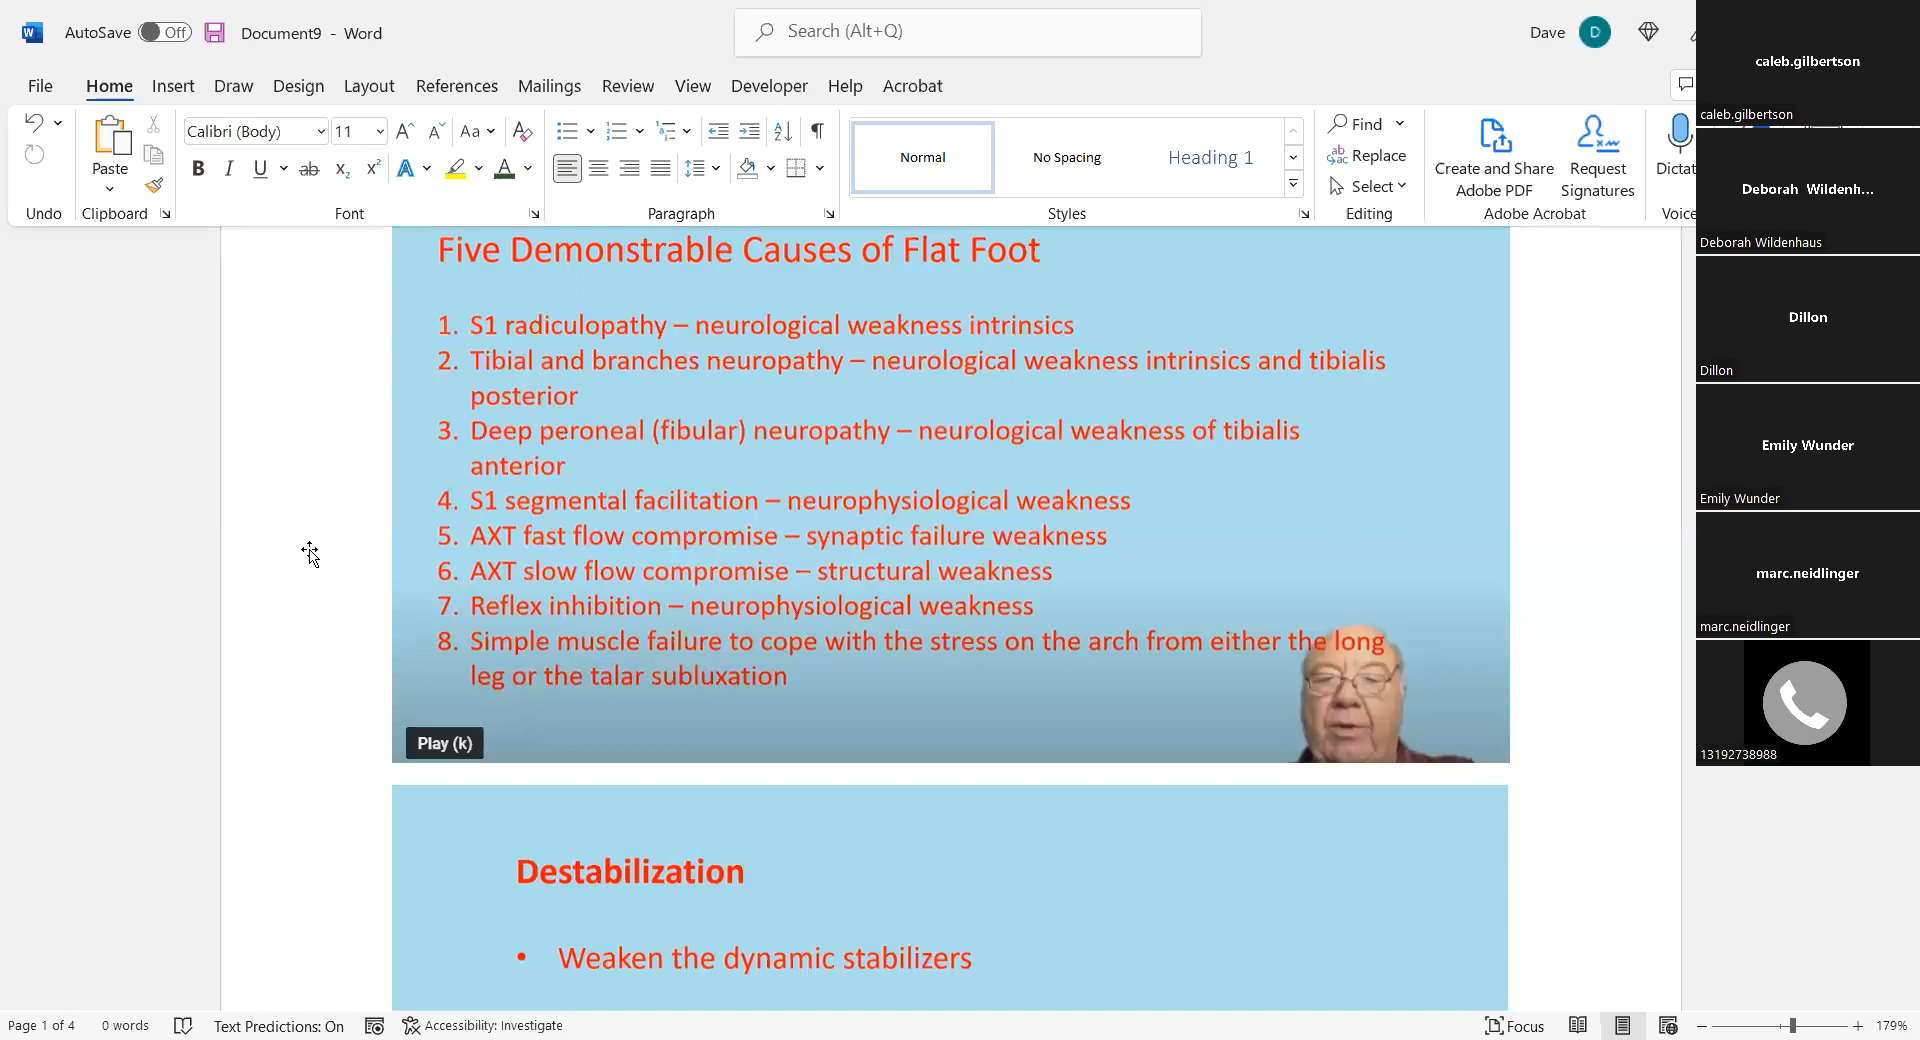 AutoSave Off Document9 - Word
Search (Alt+Q)
Dave D
File Home Insert Draw Design Layout References Mailings Review View Developer Help Acrobat
Calibri (Body) 11
Paste
Undo Clipboard Font Paragraph
Normal No Spacing Heading 1
Styles
Find
Replace
Select
Editing
Create and Share
Adobe PDF
Request
Signatures
Adobe Acrobat
Dictat
Voice
Five Demonstrable Causes of Flat Foot
1. S1 radiculopathy – neurological weakness intrinsics
2. Tibial and branches neuropathy – neurological weakness intrinsics and tibialis
posterior
3. Deep peroneal (fibular) neuropathy – neurological weakness of tibialis
anterior
4. S1 segmental facilitation – neurophysiological weakness
5. AXT fast flow compromise – synaptic failure weakness
6. AXT slow flow compromise – structural weakness
7. Reflex inhibition – neurophysiological weakness
8. Simple muscle failure to cope with the stress on the arch from either the long
leg or the talar subluxation
Play (k)
Destabilization
• Weaken the dynamic stabilizers
caleb.gilbertson
caleb.gilbertson
Deborah Wildenh...
Deborah Wildenhaus
Dillon
Dillon
Emily Wunder
Emily Wunder
marc.neidlinger
marc.neidlinger
13192738988
Page 1 of 4 0 words Text Predictions: On Accessibility: Investigate Focus 179%